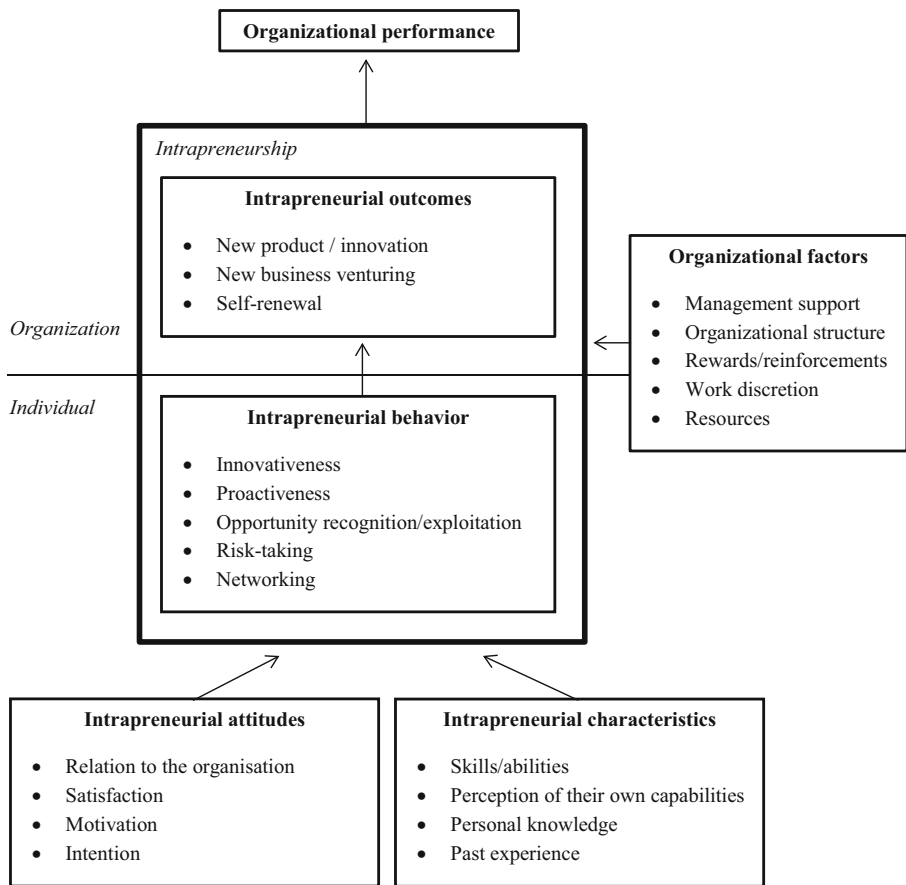 Organizational performance
Intrapreneurship
Intrapreneurial outcomes
• New product / innovation
• New business venturing
• Self-renewal
Organizational factors
• Management support
• Organizational structure
• Rewards/reinforcements
• Work discretion
• Resources
Organization
Individual
Intrapreneurial behavior
• Innovativeness
• Proactiveness
• Opportunity recognition/exploitation
• Risk-taking
• Networking
Intrapreneurial attitudes
• Relation to the organisation
• Satisfaction
• Motivation
• Intention
Intrapreneurial characteristics
• Skills/abilities
• Perception of their own capabilities
• Personal knowledge
• Past experience